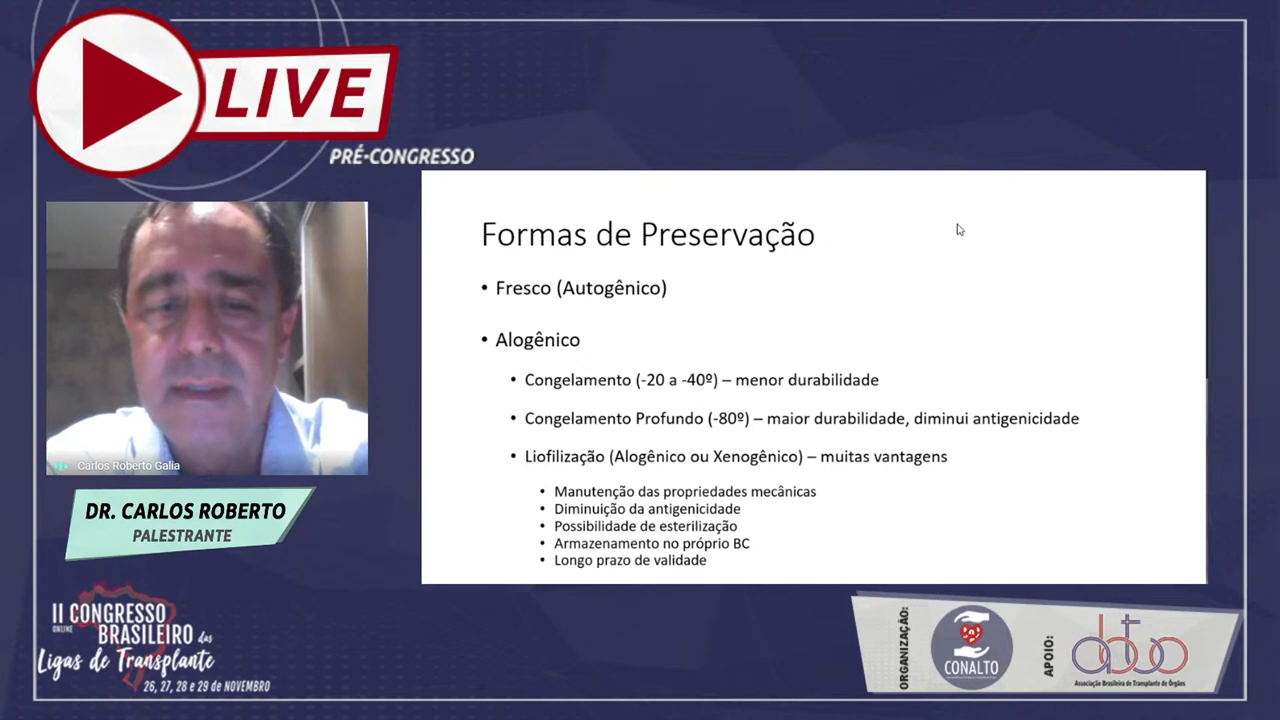 LIVE
PRÉ-CONGRESSO
Formas de Preservação
• Fresco (Autogênico)
• Alogênico
• Congelamento (-20 a -40º) – menor durabilidade
• Congelamento Profundo (-80º) – maior durabilidade, diminui antigenicidade
• Liofilização (Alogênico ou Xenogênico) – muitas vantagens
• Manutenção das propriedades mecânicas
• Diminuição da antigenicidade
• Possibilidade de esterilização
• Armazenamento no próprio BC
• Longo prazo de validade
Carlos Roberto Galia
DR. CARLOS ROBERTO
PALESTRANTE
II CONGRESSO
ONLINE
BRASILEIRO das
Ligas de Transplante
26, 27, 28 e 29 de NOVEMBRO
ORGANIZAÇÃO:
CONALTO
APOIO:
abto
Associação Brasileira de Transplante de Órgãos